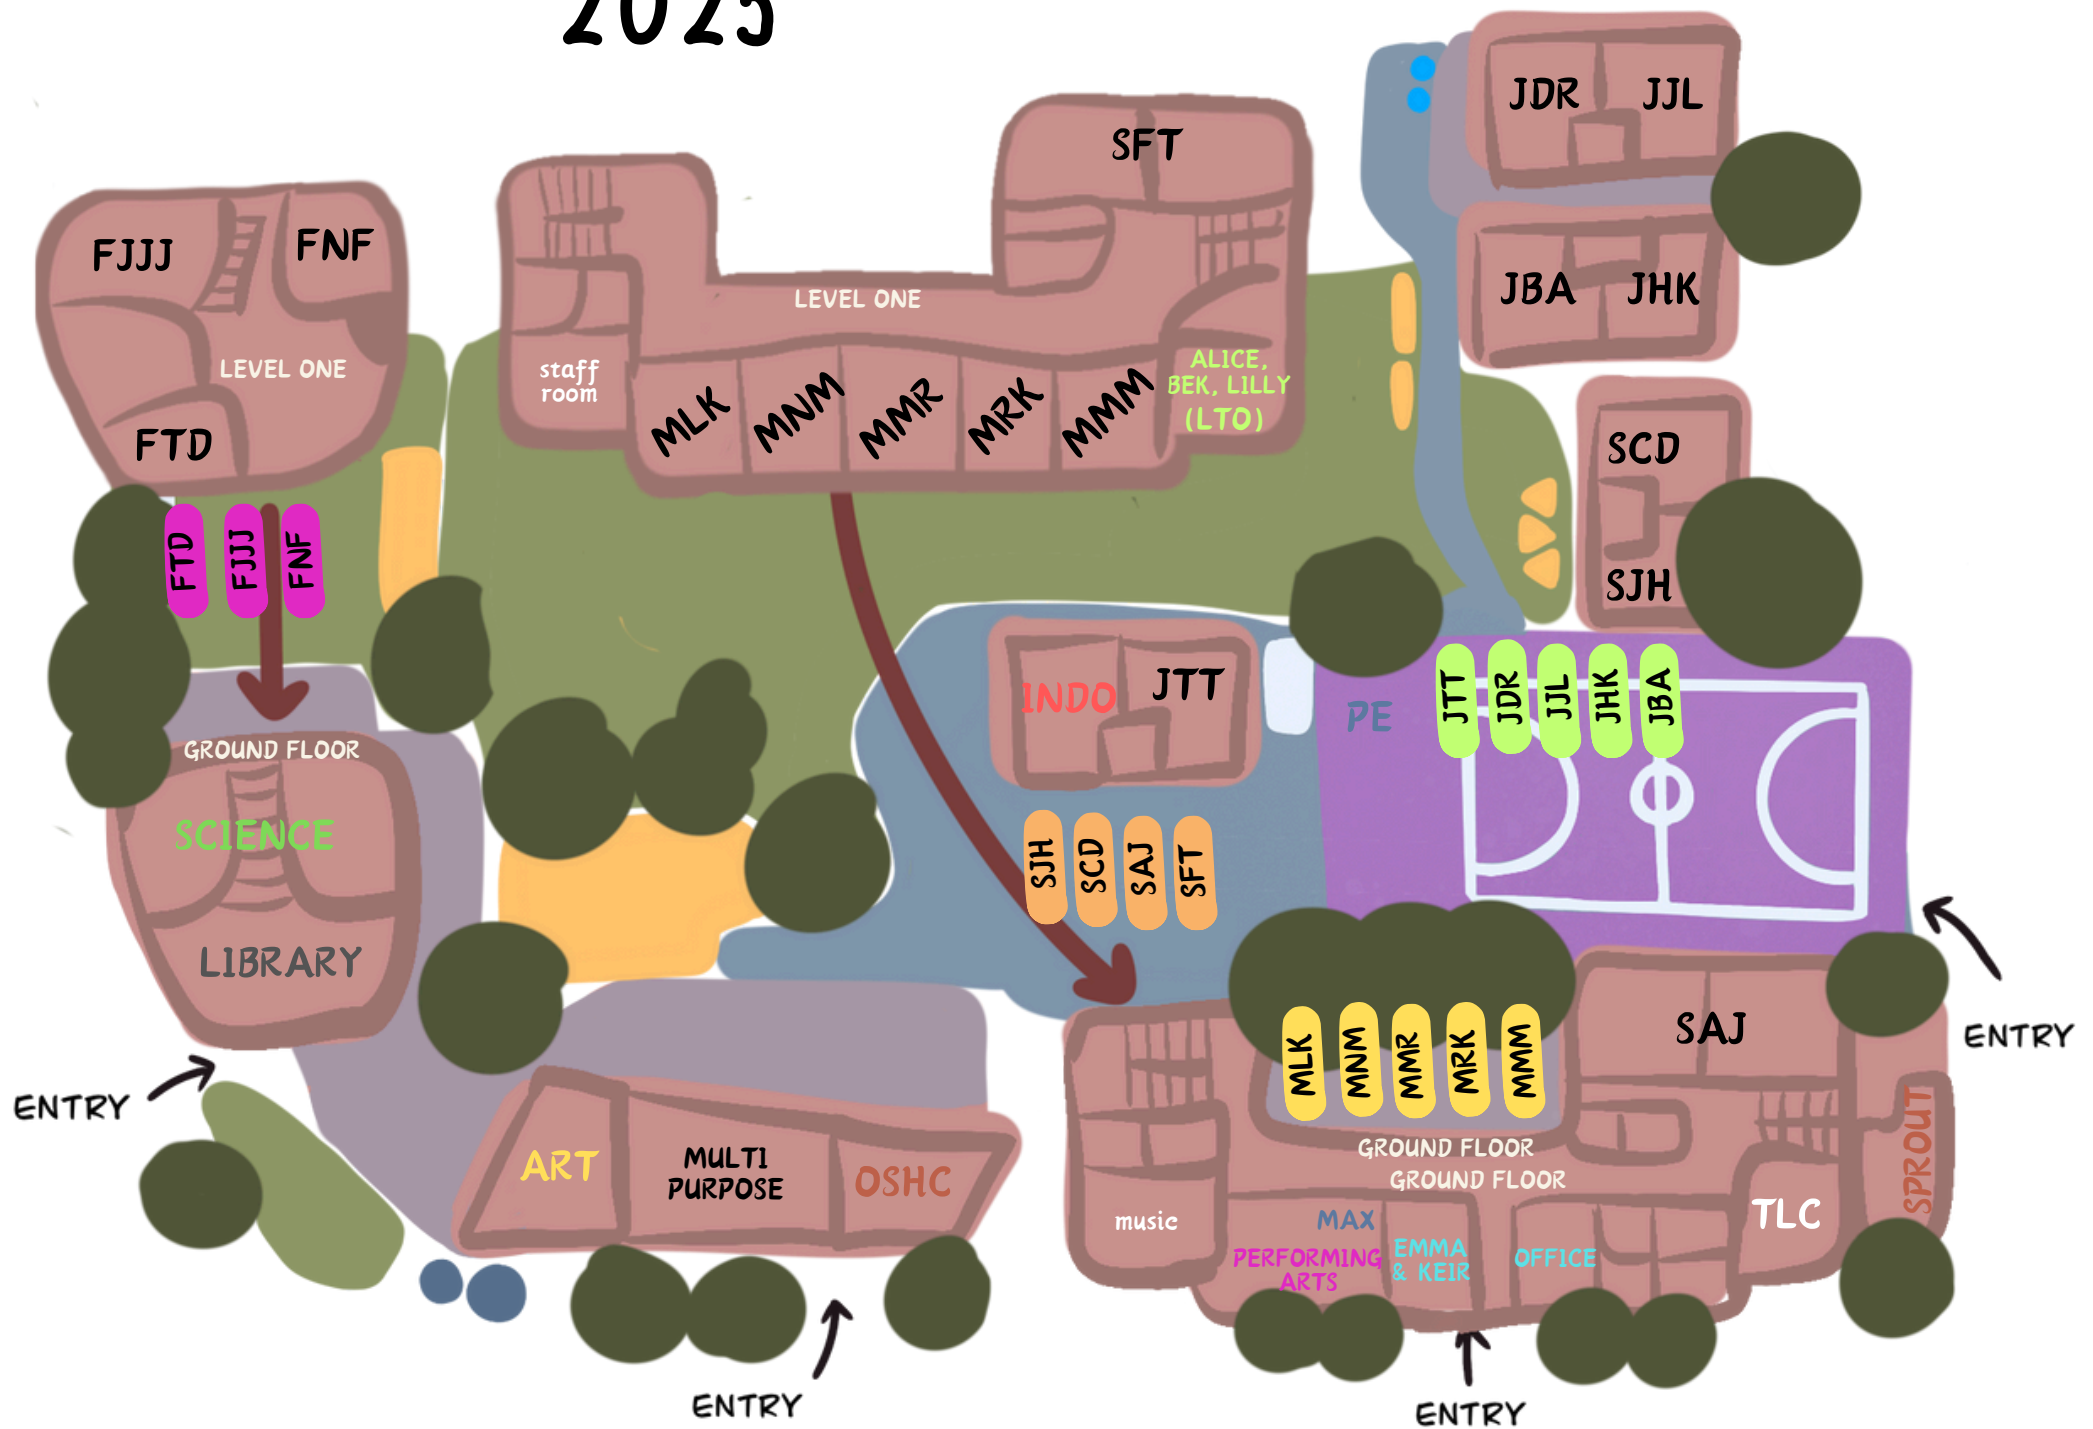 2025
JDR
JJL
SFT
FJJJ
FNF
JBA
JHK
LEVEL ONE
LEVEL ONE
staff
room
ALICE,
BEK, LILLY
(LTO)
MLK
MNM
MMR
MRK
MMM
FTD
SCD
SJH
FTD
FJJJ
FNF
INDO
JTT
PE
JTT
JDR
JJL
JHK
JBA
GROUND FLOOR
SCIENCE
LIBRARY
SJH
SCD
SAJ
SFT
MLK
MNM
MMR
MRK
MMM
SAJ
ENTRY
ENTRY
ART
MULTI
PURPOSE
OSHC
GROUND FLOOR
GROUND FLOOR
music
MAX
PERFORMING
ARTS
EMMA
& KEIR
OFFICE
TLC
SPROUT
ENTRY
ENTRY